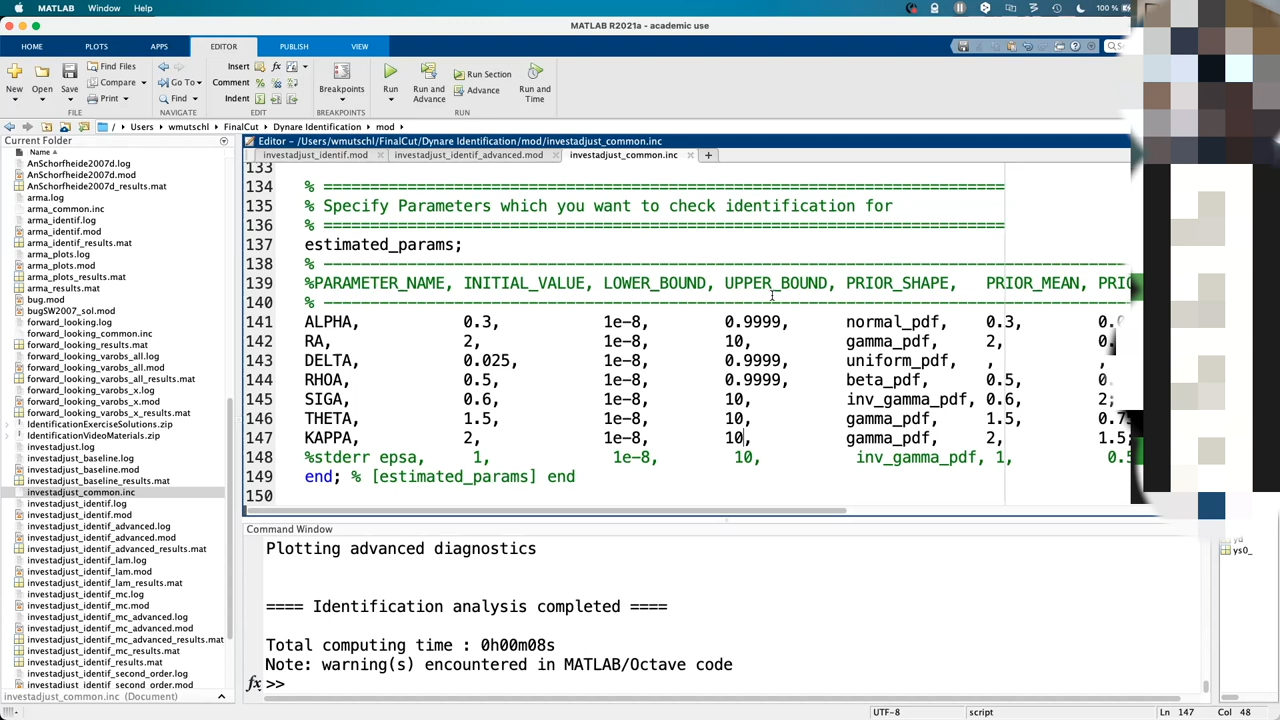 MATLAB Window Help
100 %
MATLAB R2021a - academic use
HOME PLOTS APPS EDITOR PUBLISH VIEW
New Open Save Find Files Compare Print Go To Find Insert Comment Indent Breakpoints Run Run and Advance Run Section Advance Run and Time
FILE NAVIGATE EDIT BREAKPOINTS RUN
/ Users wmutschl FinalCut Dynare Identification mod
Current Folder
Name
AnSchorfheide2007d.log
AnSchorfheide2007d.mod
AnSchorfheide2007d_results.mat
arma.log
arma_common.inc
arma_identif.log
arma_identif.mod
arma_identif_results.mat
arma_plots.log
arma_plots.mod
arma_plots_results.mat
arma_results.mat
bug.mod
bugSW2007_sol.mod
forward_looking.log
forward_looking_common.inc
forward_looking_results.mat
forward_looking_varobs_all.log
forward_looking_varobs_all.mod
forward_looking_varobs_all_results.mat
forward_looking_varobs_x.log
forward_looking_varobs_x.mod
forward_looking_varobs_x_results.mat
IdentificationExerciseSolutions.zip
IdentificationVideoMaterials.zip
investadjust.log
investadjust_baseline.log
investadjust_baseline.mod
investadjust_baseline_results.mat
investadjust_common.inc
investadjust_identif.log
investadjust_identif.mod
investadjust_identif_advanced.log
investadjust_identif_advanced.mod
investadjust_identif_advanced_results.mat
investadjust_identif_lam.log
investadjust_identif_lam.mod
investadjust_identif_lam_results.mat
investadjust_identif_mc.log
investadjust_identif_mc.mod
investadjust_identif_mc_advanced.log
investadjust_identif_mc_advanced.mod
investadjust_identif_mc_advanced_results.mat
investadjust_identif_mc_results.mat
investadjust_identif_results.mat
investadjust_identif_second_order.log
investadjust_identif_second_order.mod
investadjust_common.inc (Document)
Editor - /Users/wmutschl/FinalCut/Dynare Identification/mod/investadjust_common.inc
investadjust_identif.mod investadjust_identif_advanced.mod investadjust_common.inc
133
134 % =====================================================================
135 % Specify Parameters which you want to check identification for
136 % =====================================================================
137 estimated_params;
138 % ---------------------------------------------------------------------
139 %PARAMETER_NAME, INITIAL_VALUE, LOWER_BOUND, UPPER_BOUND, PRIOR_SHAPE, PRIOR_MEAN, PRIO
140 % ---------------------------------------------------------------------
141 ALPHA, 0.3, 1e-8, 0.9999, normal_pdf, 0.3, 0.
142 RA, 2, 1e-8, 10, gamma_pdf, 2, 0.
143 DELTA, 0.025, 1e-8, 0.9999, uniform_pdf, , ,
144 RHOA, 0.5, 1e-8, 0.9999, beta_pdf, 0.5, 0.
145 SIGA, 0.6, 1e-8, 10, inv_gamma_pdf, 0.6, 2;
146 THETA, 1.5, 1e-8, 10, gamma_pdf, 1.5, 0.7
147 KAPPA, 2, 1e-8, 10, gamma_pdf, 2, 1.5;
148 %stderr epsa, 1, 1e-8, 10, inv_gamma_pdf, 1, 0.5
149 end; % [estimated_params] end
150
Command Window
Plotting advanced diagnostics
==== Identification analysis completed ====
Total computing time : 0h00m08s
Note: warning(s) encountered in MATLAB/Octave code
fx >>
yd
ys0_
UTF-8 script Ln 147 Col 48